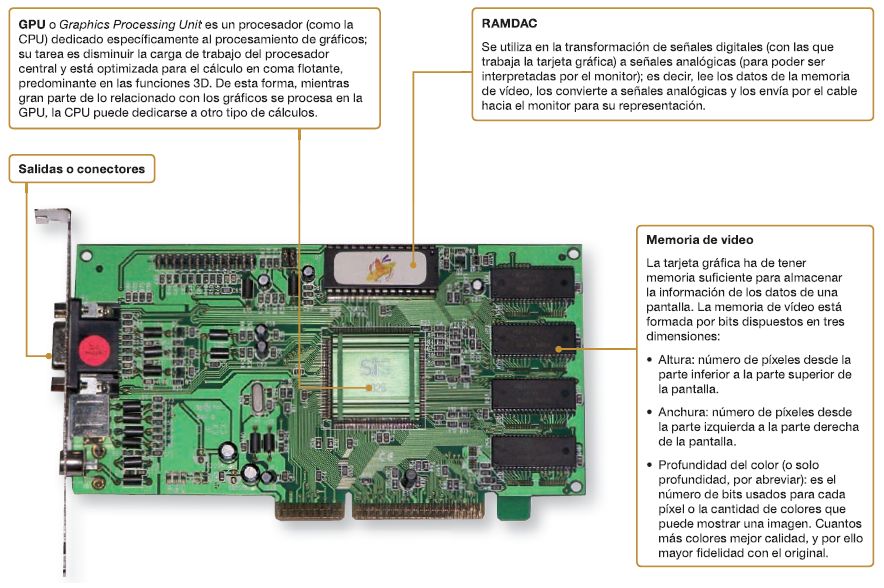 GPU o Graphics Processing Unit es un procesador (como la
CPU) dedicado específicamente al procesamiento de gráficos;
su tarea es disminuir la carga de trabajo del procesador
central y está optimizada para el cálculo en coma flotante,
predominante en las funciones 3D. De esta forma, mientras
gran parte de lo relacionado con los gráficos se procesa en la
GPU, la CPU puede dedicarse a otro tipo de cálculos.
RAMDAC
Se utiliza en la transformación de señales digitales (con las que
trabaja la tarjeta gráfica) a señales analógicas (para poder ser
interpretadas por el monitor); es decir, lee los datos de la memoria
de vídeo, los convierte a señales analógicas y los envía por el cable
hacia el monitor para su representación.
Salidas o conectores
Memoria de video
La tarjeta gráfica ha de tener
memoria suficiente para almacenar
la información de los datos de una
pantalla. La memoria de vídeo está
formada por bits dispuestos en tres
dimensiones:
• Altura: número de píxeles desde la
parte inferior a la parte superior de
la pantalla.
• Anchura: número de píxeles desde
la parte izquierda a la parte derecha
de la pantalla.
• Profundidad del color (o solo
profundidad, por abreviar): es el
número de bits usados para cada
píxel o la cantidad de colores que
puede mostrar una imagen. Cuantos
más colores mejor calidad, y por ello
mayor fidelidad con el original.
SiS